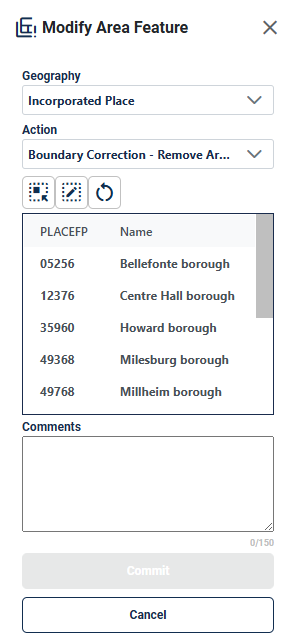 Modify Area Feature
Geography
Incorporated Place
Action
Boundary Correction - Remove Ar...
PLACEFP Name
05256 Bellefonte borough
12376 Centre Hall borough
35960 Howard borough
49368 Milesburg borough
49768 Millheim borough
Comments
0/150
Commit
Cancel